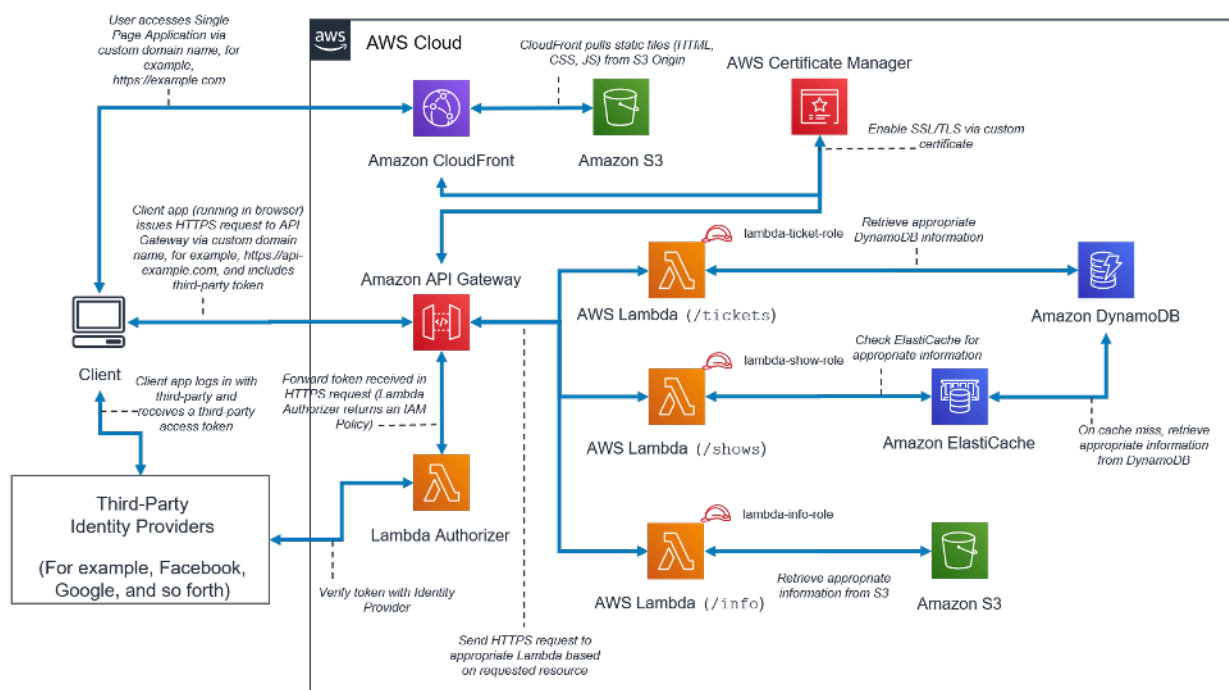 User accesses Single
Page Application via
custom domain name, for
example,
https://example.com
aws
AWS Cloud
CloudFront pulls static files (HTML,
CSS, JS) from S3 Origin
AWS Certificate Manager
Enable SSL/TLS via custom
certificate
Amazon CloudFront
Amazon S3
Client app (running in browser)
issues HTTPS request to API
Gateway via custom domain
name, for example, https://api-
example.com, and includes
third-party token
Amazon API Gateway
lambda-ticket-role
Retrieve appropriate
DynamoDB information
AWS Lambda (/tickets)
Amazon DynamoDB
Client
Client app logs in with
third-party and
receives a third-party
access token
Forward token received in
HTTPS request (Lambda
Authorizer returns an IAM
Policy)
lambda-show-role
Check ElastiCache for
appropriate information
AWS Lambda (/shows)
Amazon ElastiCache
On cache miss, retrieve
appropriate information
from DynamoDB
Third-Party
Identity Providers
(For example, Facebook,
Google, and so forth)
Lambda Authorizer
Verify token with Identity
Provider
lambda-info-role
AWS Lambda (/info)
Retrieve appropriate
information from S3
Amazon S3
Send HTTPS request to
appropriate Lambda based
on requested resource